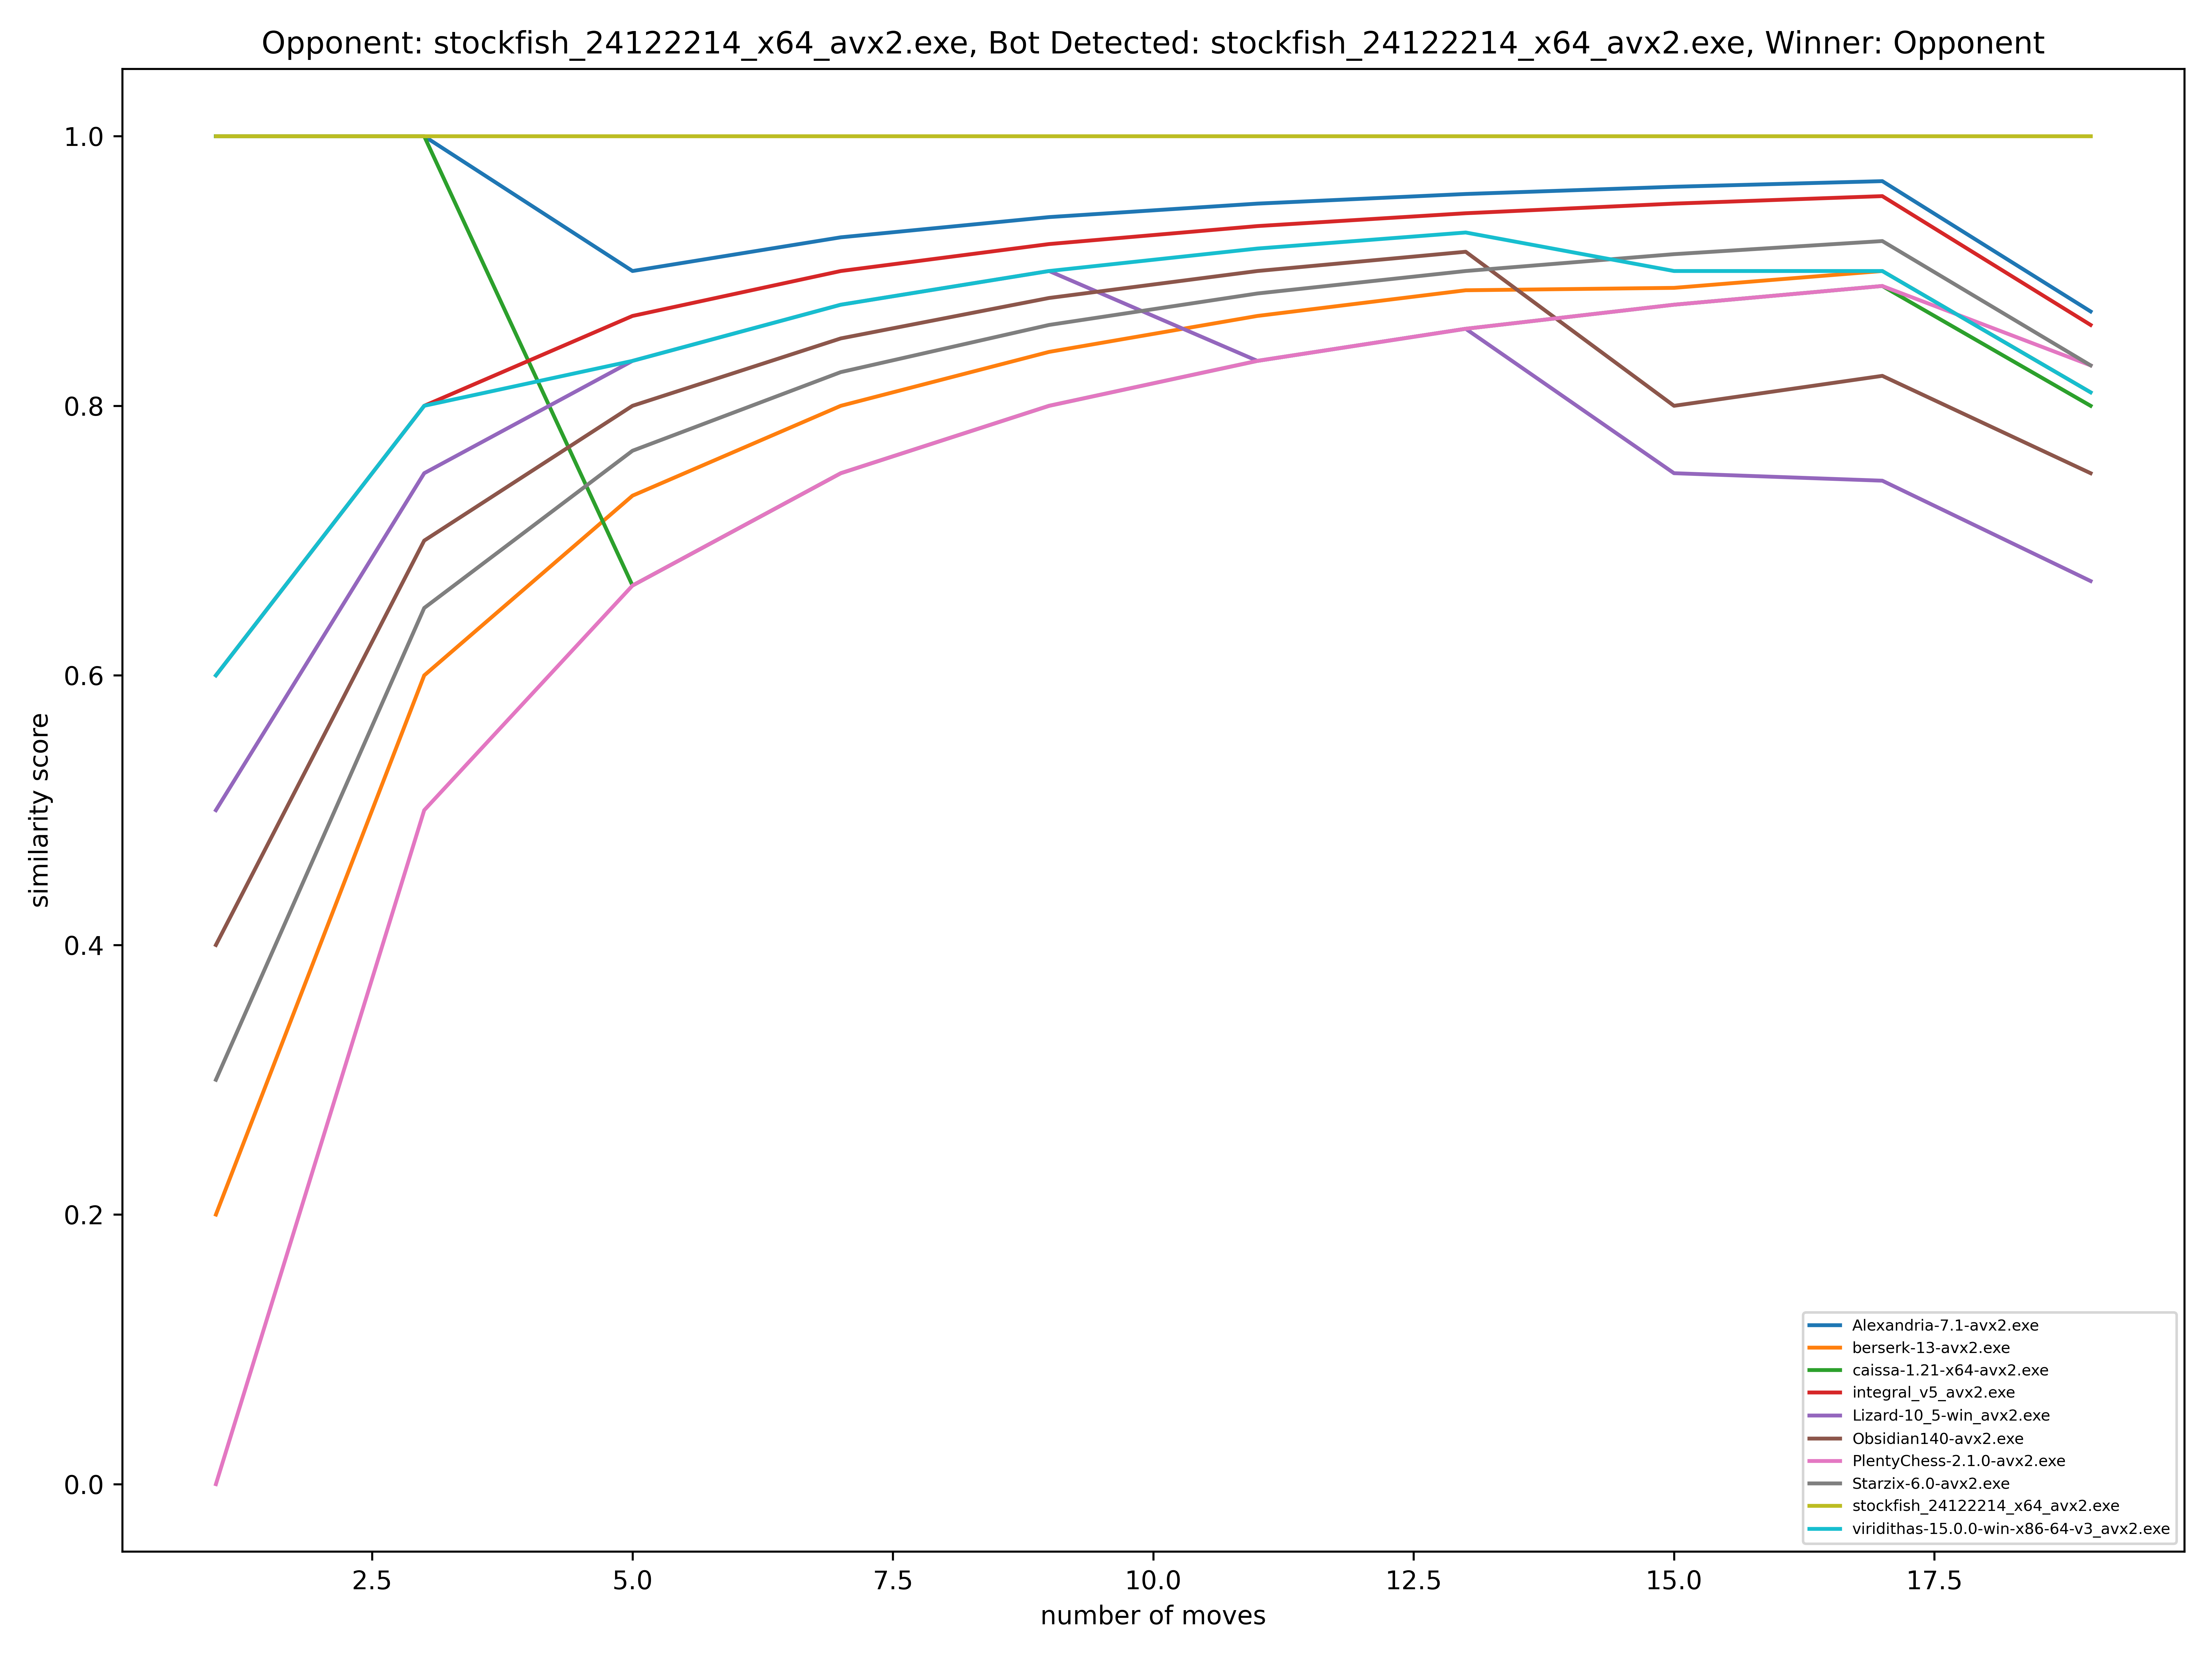 Opponent: stockfish_24122214_x64_avx2.exe, Bot Detected: stockfish_24122214_x64_avx2.exe, Winner: Opponent
similarity score
1.0
0.8
0.6
0.4
0.2
0.0
2.5 5.0 7.5 10.0 12.5 15.0 17.5
number of moves
Alexandria-7.1-avx2.exe
berserk-13-avx2.exe
caissa-1.21-x64-avx2.exe
integral_v5_avx2.exe
Lizard-10_5-win_avx2.exe
Obsidian140-avx2.exe
PlentyChess-2.1.0-avx2.exe
Starzix-6.0-avx2.exe
stockfish_24122214_x64_avx2.exe
viridithas-15.0.0-win-x86-64-v3_avx2.exe